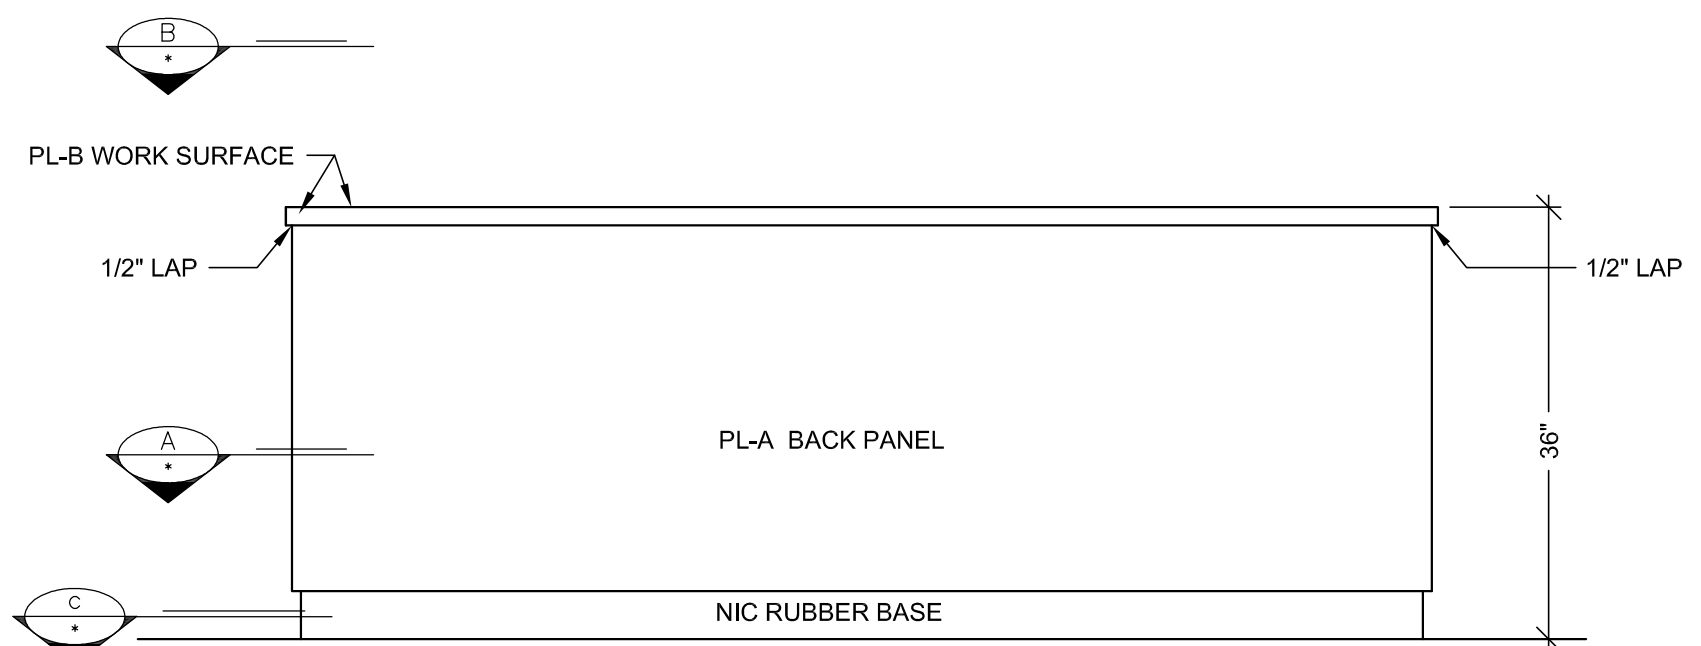 B
*
PL-B WORK SURFACE
1/2" LAP
1/2" LAP
A
*
PL-A BACK PANEL
36"
C
*
NIC RUBBER BASE